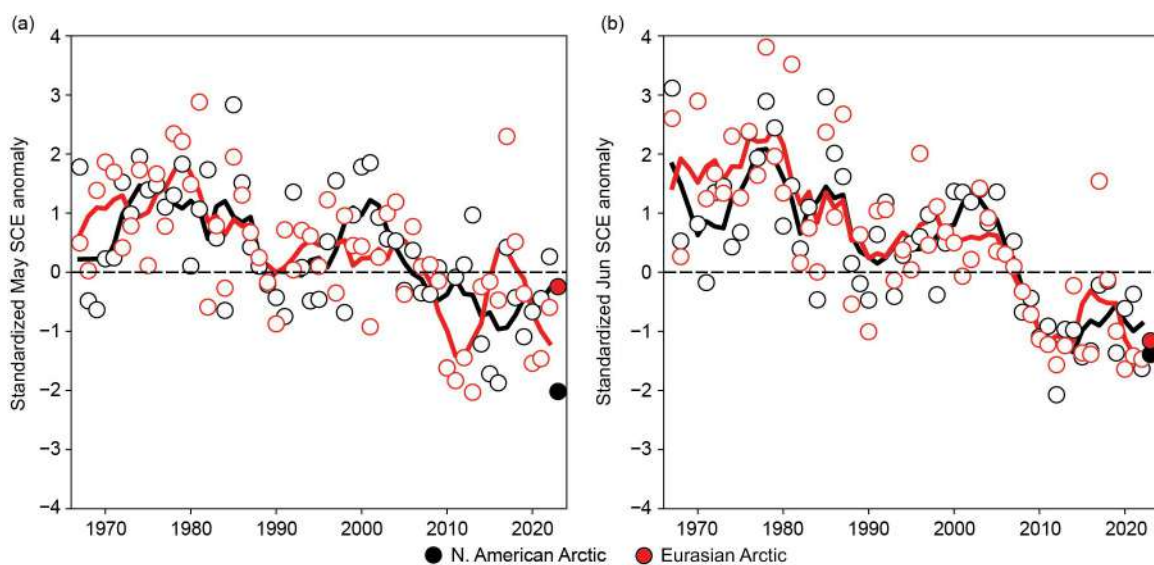 (a)
Standardized May SCE anomaly
4
3
2
1
0
−1
−2
−3
−4
1970 1980 1990 2000 2010 2020
(b)
Standardized Jun SCE anomaly
4
3
2
1
0
−1
−2
−3
−4
1970 1980 1990 2000 2010 2020
N. American Arctic Eurasian Arctic